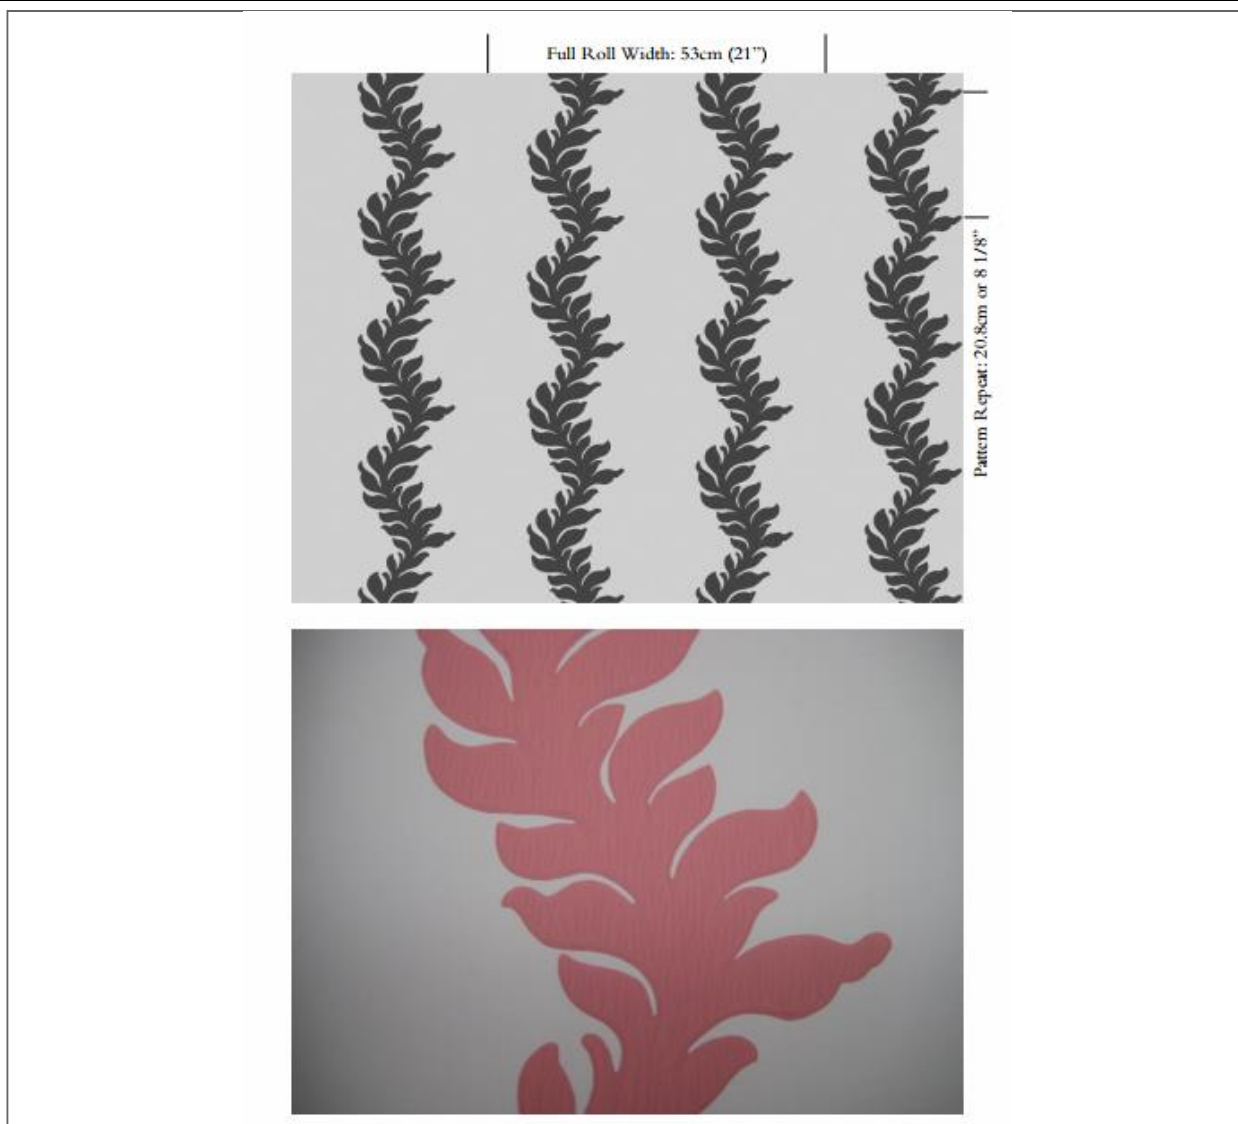 Full Roll Width: 53cm (21”)
Pattern Repeat: 20.8cm or 8 1/8”